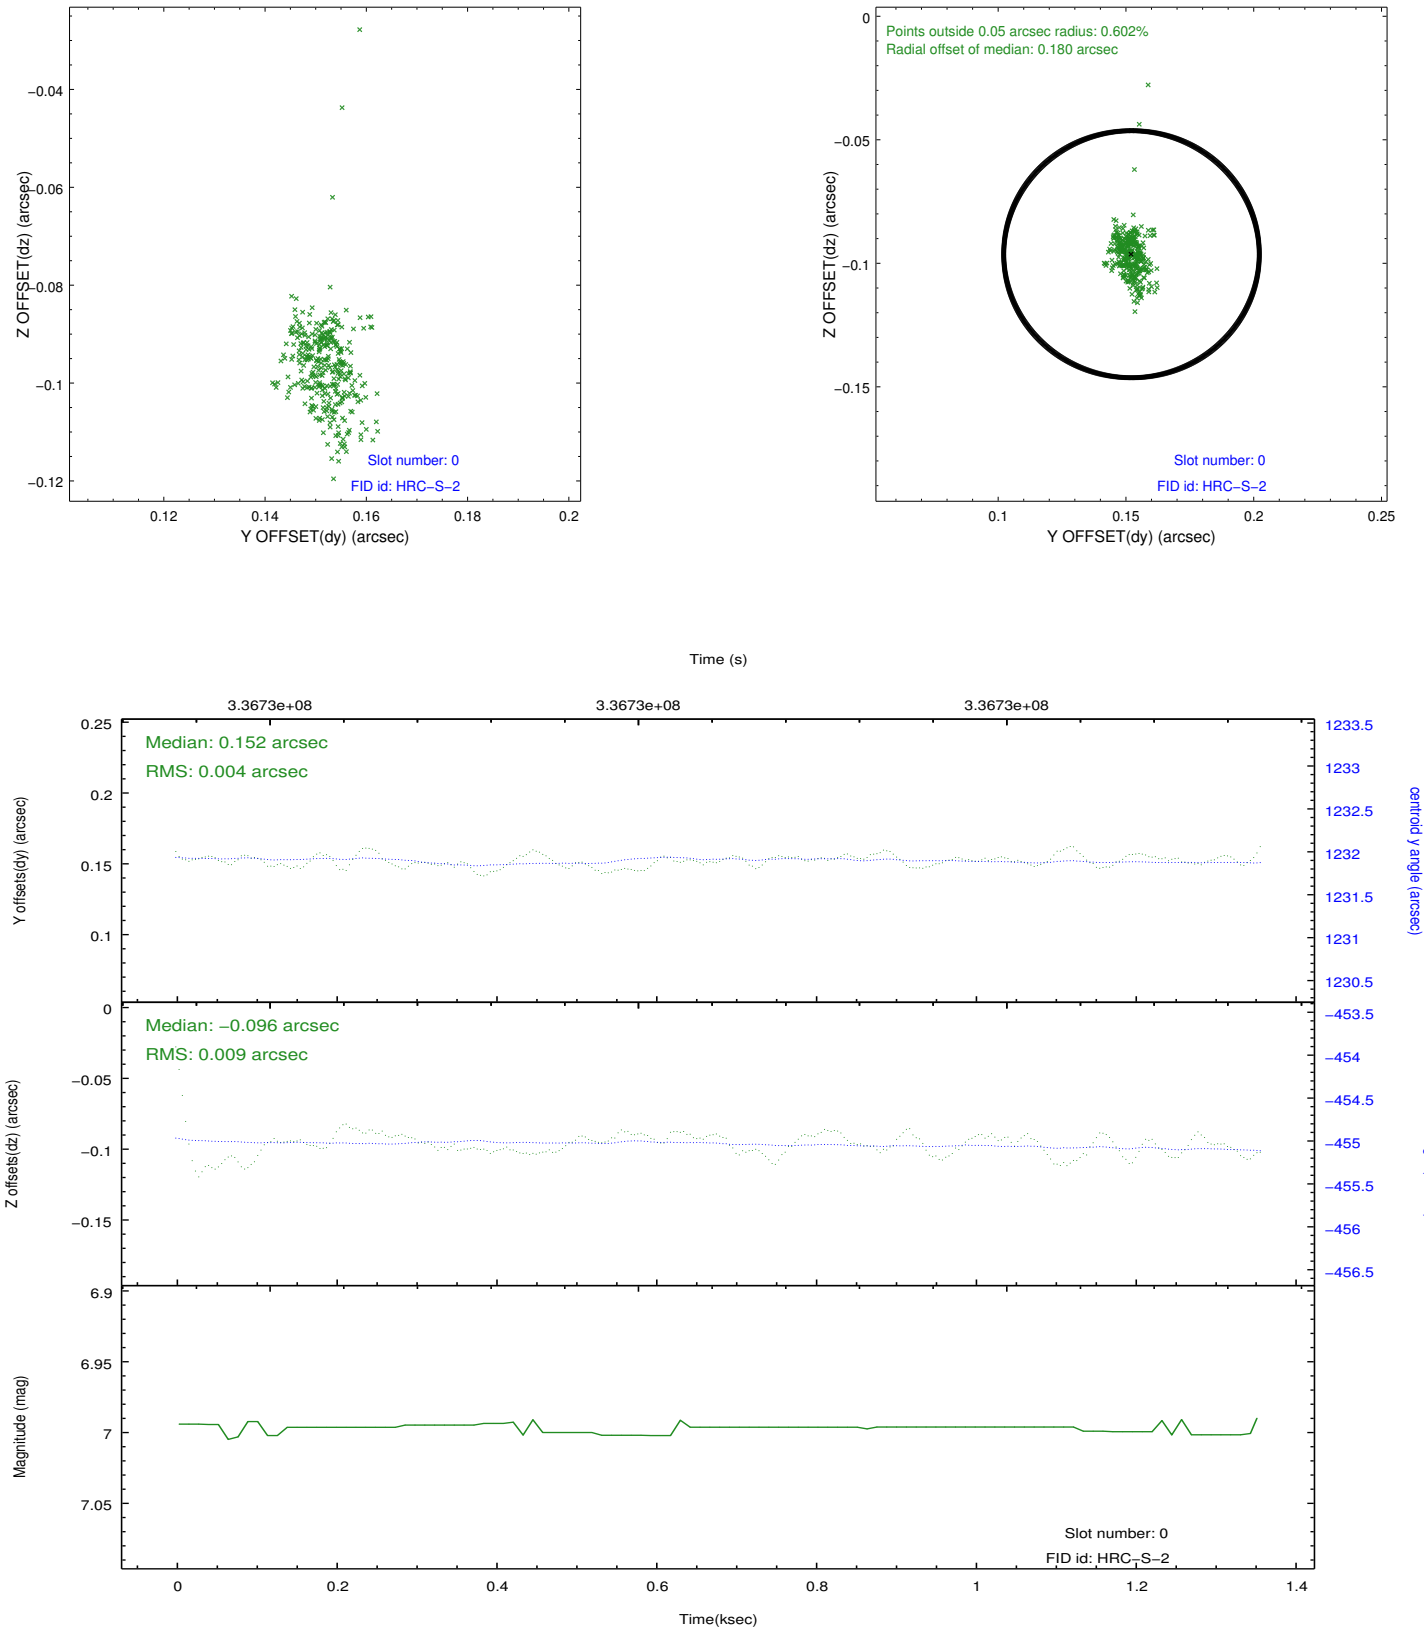 −0.04
−0.06
−0.08
−0.1
−0.12
Z OFFSET(dz) (arcsec)
Slot number: 0
FID id: HRC−S−2
0.12 0.14 0.16 0.18 0.2
Y OFFSET(dy) (arcsec)
Points outside 0.05 arcsec radius: 0.602%
Radial offset of median: 0.180 arcsec
0
−0.05
−0.1
−0.15
Z OFFSET(dz) (arcsec)
Slot number: 0
FID id: HRC−S−2
0.1 0.15 0.2 0.25
Y OFFSET(dy) (arcsec)
Time (s)
3.3673e+08 3.3673e+08 3.3673e+08
Median: 0.152 arcsec
RMS: 0.004 arcsec
0.25
0.2
0.15
0.1
Y offsets(dy) (arcsec)
1233.5
1233
1232.5
1232
1231.5
1231
1230.5
centroid y angle (arcsec)
Median: −0.096 arcsec
RMS: 0.009 arcsec
0
−0.05
−0.1
−0.15
Z offsets(dz) (arcsec)
−453.5
−454
−454.5
−455
−455.5
−456
−456.5
6.9
6.95
7
7.05
Magnitude (mag)
Slot number: 0
FID id: HRC−S−2
0 0.2 0.4 0.6 0.8 1 1.2 1.4
Time(ksec)